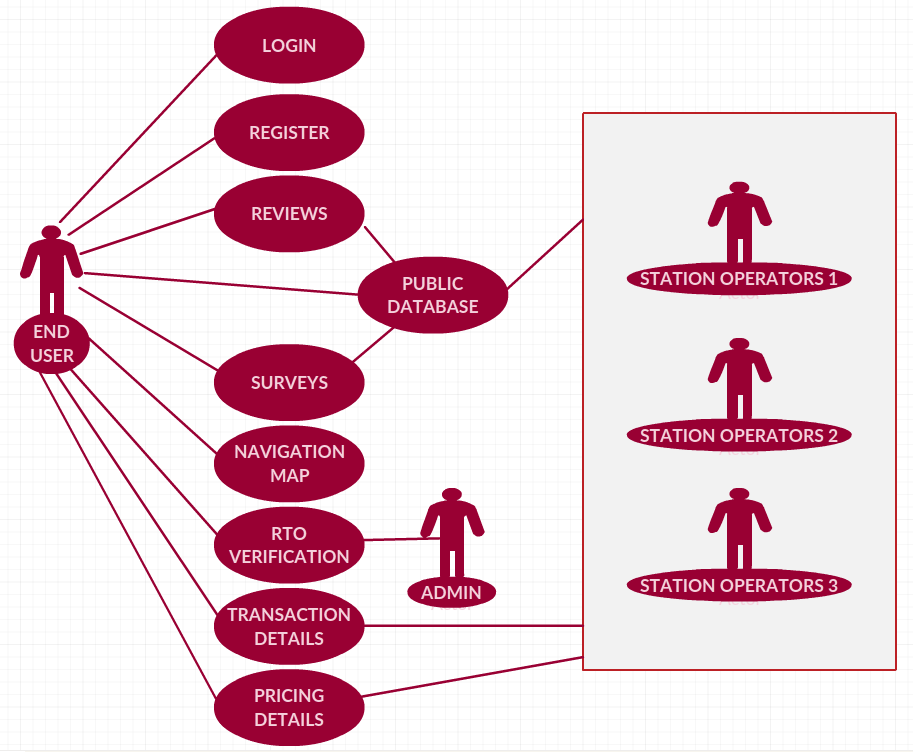 LOGIN
REGISTER
REVIEWS
PUBLIC
DATABASE
STATION OPERATORS 1
END
USER
SURVEYS
STATION OPERATORS 2
NAVIGATION
MAP
RTO
VERIFICATION
ADMIN
STATION OPERATORS 3
TRANSACTION
DETAILS
PRICING
DETAILS